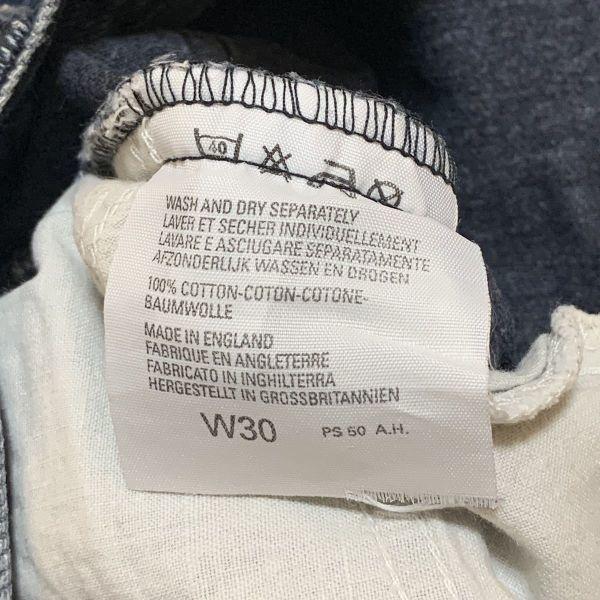 40
WASH AND DRY SEPARATELY
LAVER ET SECHER INDIVIDUELLEMENT
LAVARE E ASCIUGARE SEPARATAMENTE
AFZONDERLIJK WASSEN EN DROGEN
100% COTTON-COTON-COTONE-
BAUMWOLLE
MADE IN ENGLAND
FABRIQUE EN ANGLETERRE
FABRICATO IN INGHILTERRA
HERGESTELLT IN GROSSBRITANNIEN
W30 PS 50 A.H.